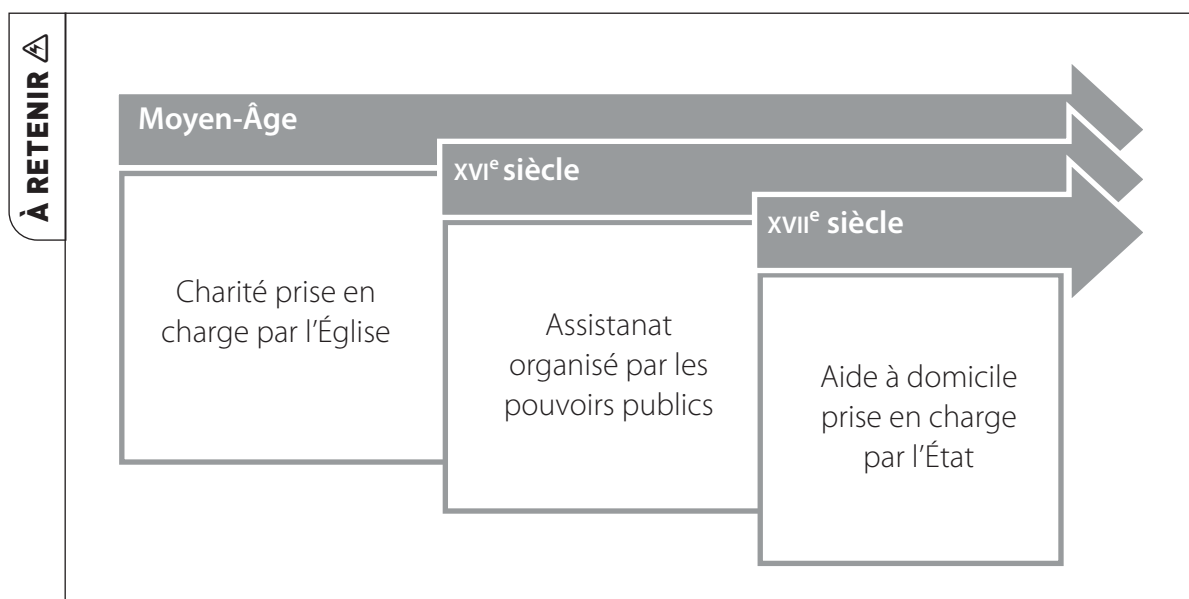 À RETENIR
Moyen-Âge
Charité prise en
charge par l’Église
XVIe siècle
Assistanat
organisé par les
pouvoirs publics
XVIIe siècle
Aide à domicile
prise en charge
par l’État